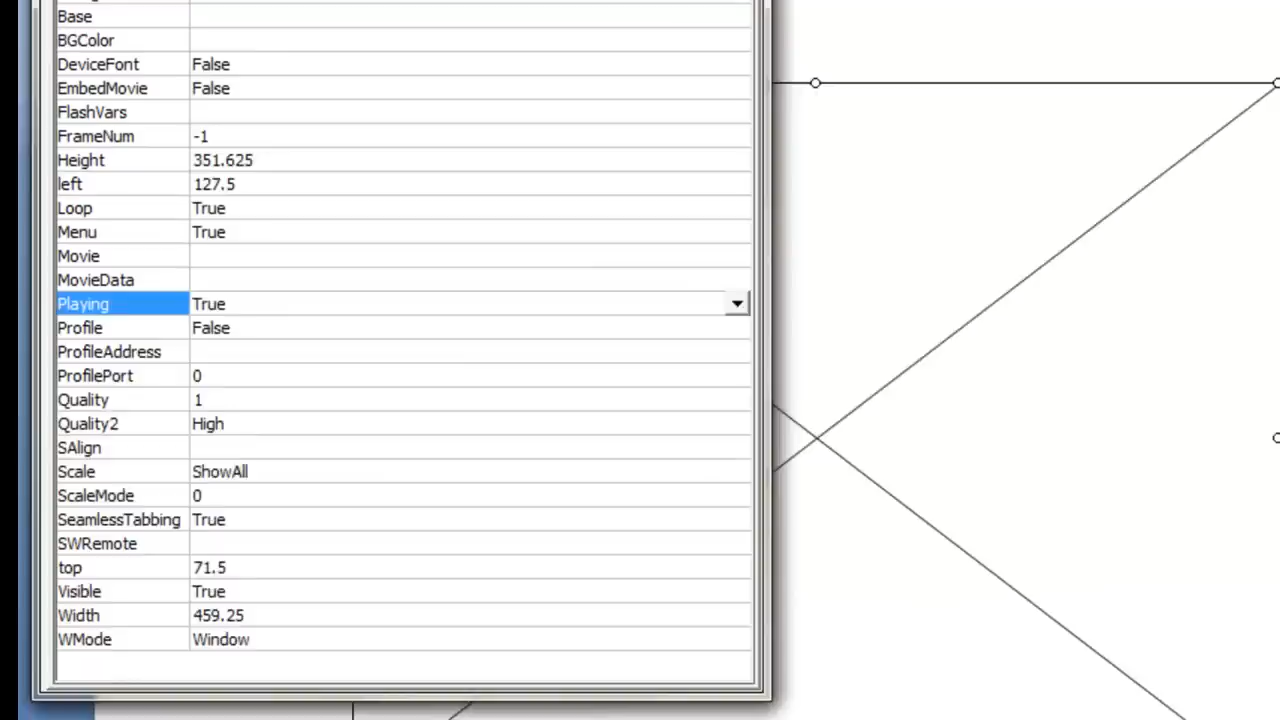 Base
BGColor
DeviceFont False
EmbedMovie False
FlashVars
FrameNum -1
Height 351.625
left 127.5
Loop True
Menu True
Movie
MovieData
Playing True
Profile False
ProfileAddress
ProfilePort 0
Quality 1
Quality2 High
SAlign
Scale ShowAll
ScaleMode 0
SeamlessTabbing True
SWRemote
top 71.5
Visible True
Width 459.25
WMode Window